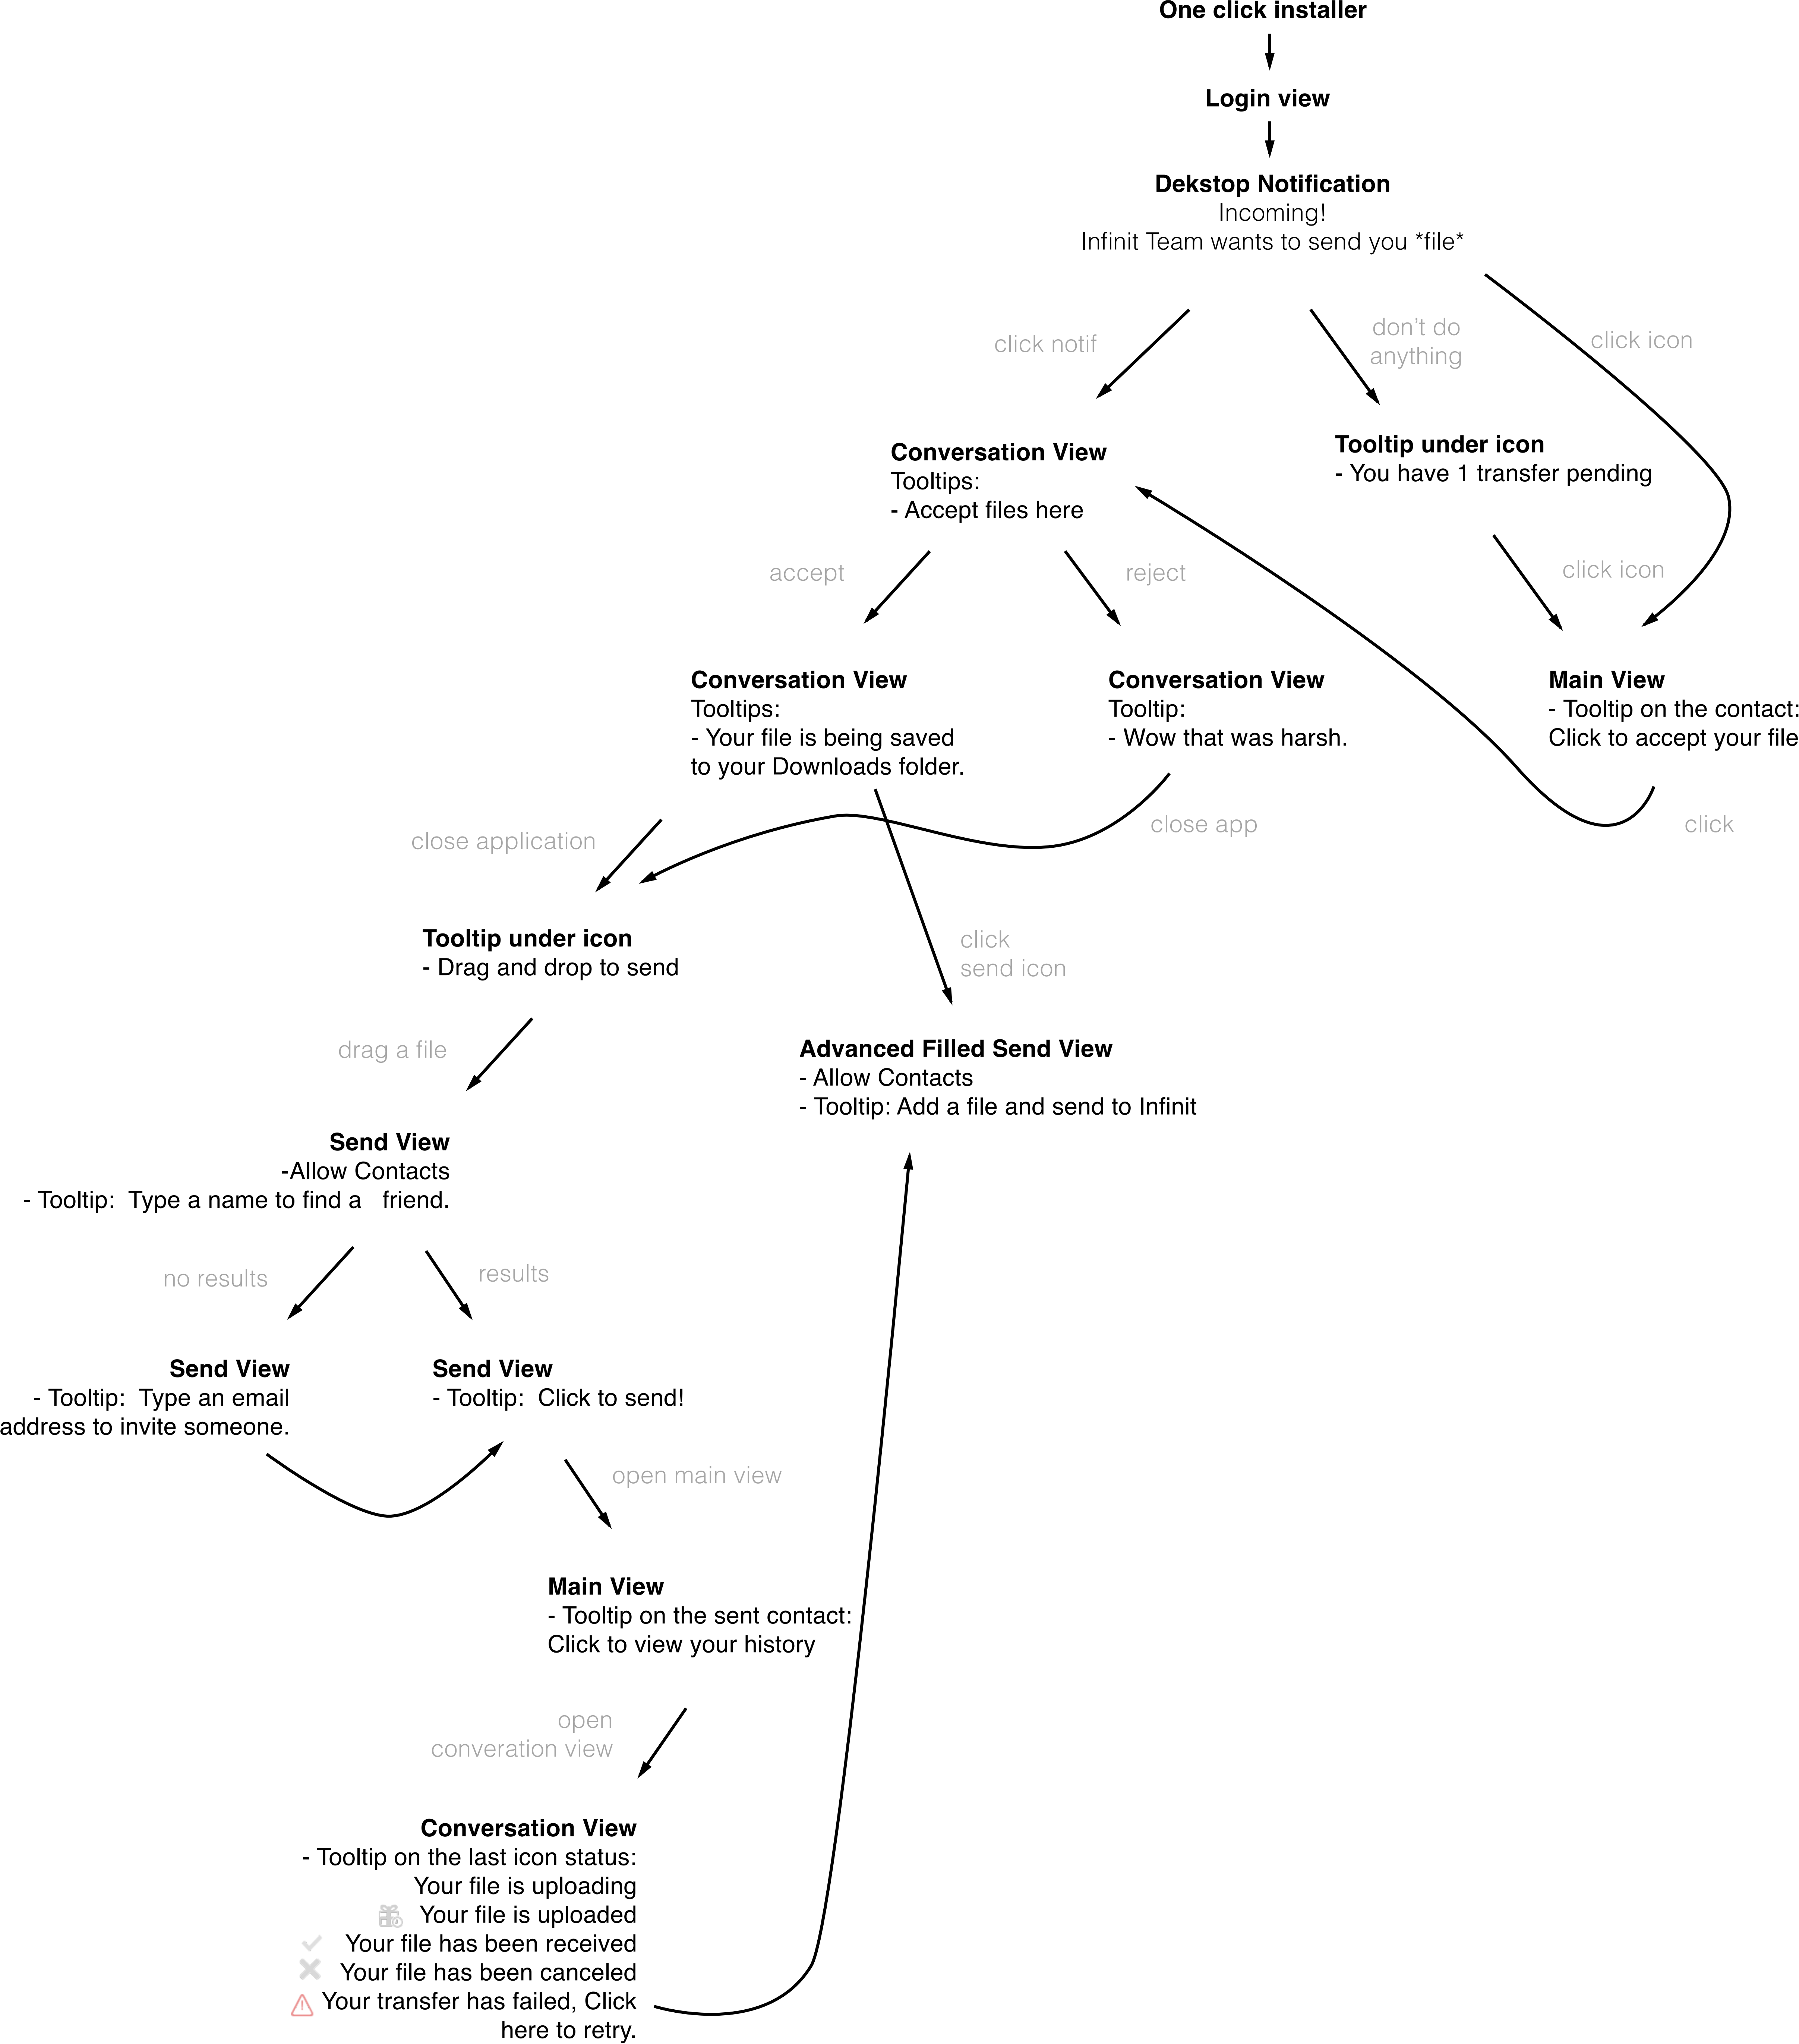 One click installer
Login view
Dekstop Notification
Incoming!
Infinit Team wants to send you *file*
click notif
don't do
anything
click icon
Conversation View
Tooltips:
- Accept files here
Tooltip under icon
- You have 1 transfer pending
accept
reject
click icon
Conversation View
Tooltips:
- Your file is being saved
to your Downloads folder.
Conversation View
Tooltip:
- Wow that was harsh.
Main View
- Tooltip on the contact:
Click to accept your file
close application
close app
click
Tooltip under icon
- Drag and drop to send
click
send icon
drag a file
Advanced Filled Send View
- Allow Contacts
- Tooltip: Add a file and send to Infinit
Send View
-Allow Contacts
- Tooltip:  Type a name to find a   friend.
no results
results
Send View
- Tooltip:  Type an email
address to invite someone.
Send View
- Tooltip:  Click to send!
open main view
Main View
- Tooltip on the sent contact:
Click to view your history
open
converation view
Conversation View
- Tooltip on the last icon status:
Your file is uploading
Your file is uploaded
Your file has been received
Your file has been canceled
Your transfer has failed, Click
here to retry.